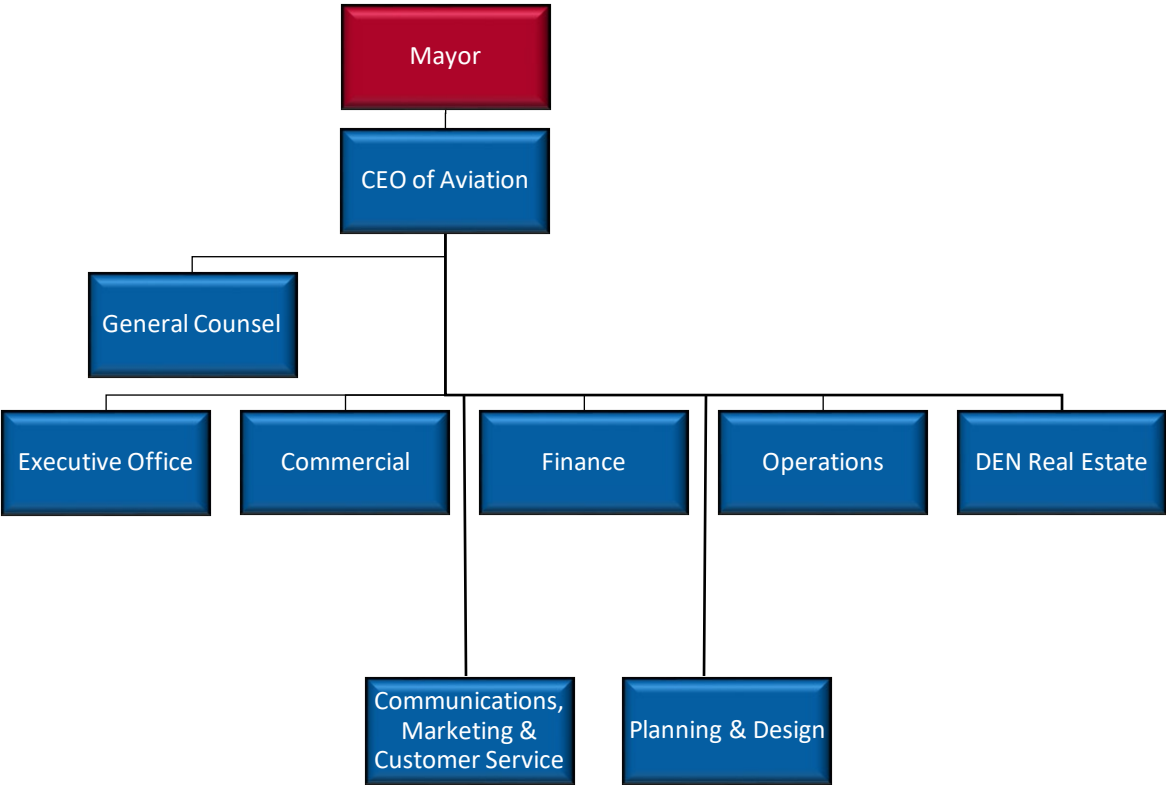 Mayor
CEO of Aviation
General Counsel
Executive Office
Commercial
Finance
Operations
DEN Real Estate
Communications,
Marketing &
Customer Service
Planning & Design